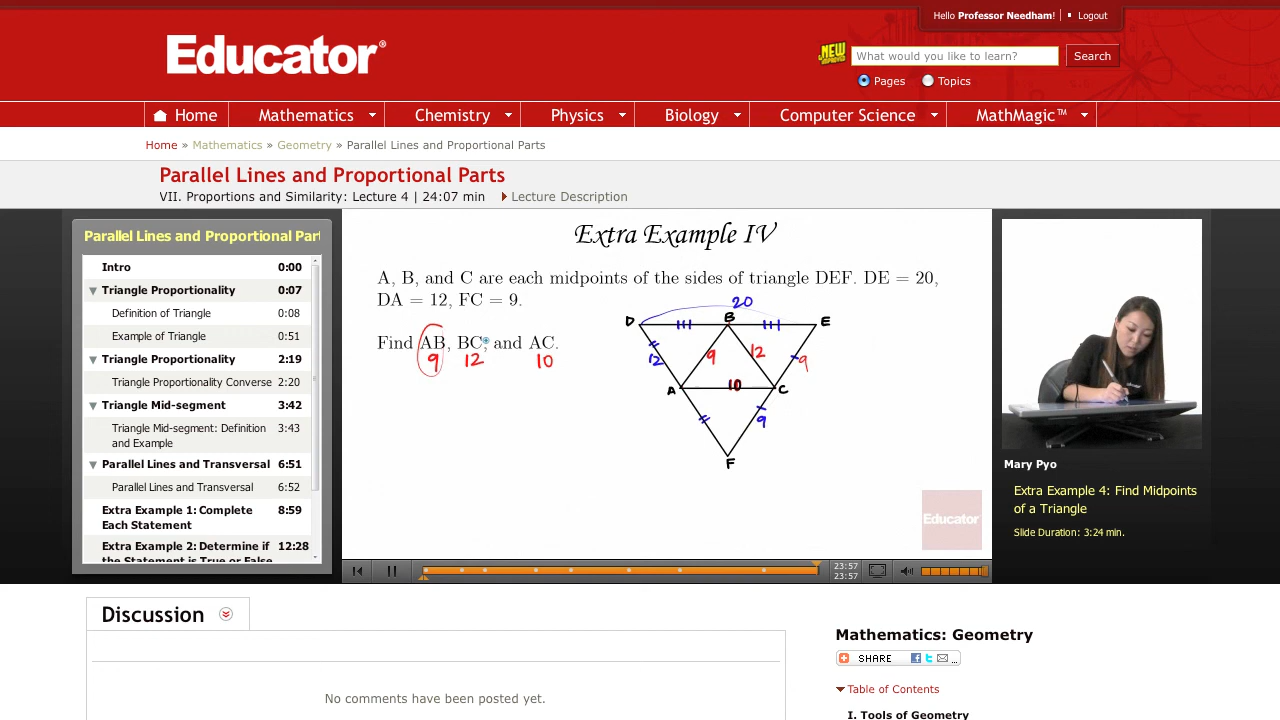 Hello Professor Needham! Logout
Educator®
NEW
What would you like to learn? Search
Pages Topics
Home Mathematics Chemistry Physics Biology Computer Science MathMagic™
Home » Mathematics » Geometry » Parallel Lines and Proportional Parts
Parallel Lines and Proportional Parts
VII. Proportions and Similarity: Lecture 4 | 24:07 min Lecture Description
Parallel Lines and Proportional Part
Intro 0:00
Triangle Proportionality 0:07
Definition of Triangle 0:08
Example of Triangle 0:51
Triangle Proportionality 2:19
Triangle Proportionality Converse 2:20
Triangle Mid-segment 3:42
Triangle Mid-segment: Definition 3:43
and Example
Parallel Lines and Transversal 6:51
Parallel Lines and Transversal 6:52
Extra Example 1: Complete 8:59
Each Statement
Extra Example 2: Determine if 12:28
the Statement is True or False
Extra Example IV
A, B, and C are each midpoints of the sides of triangle DEF. DE = 20,
DA = 12, FC = 9.
Find AB, BC, and AC.
9 12 10
20
D B E
12 9 12 9
A 10 C
9
F
Educator
23:57
23:57
Mary Pyo
Extra Example 4: Find Midpoints
of a Triangle
Slide Duration: 3:24 min.
Discussion
No comments have been posted yet.
Mathematics: Geometry
SHARE
Table of Contents
I. Tools of Geometry